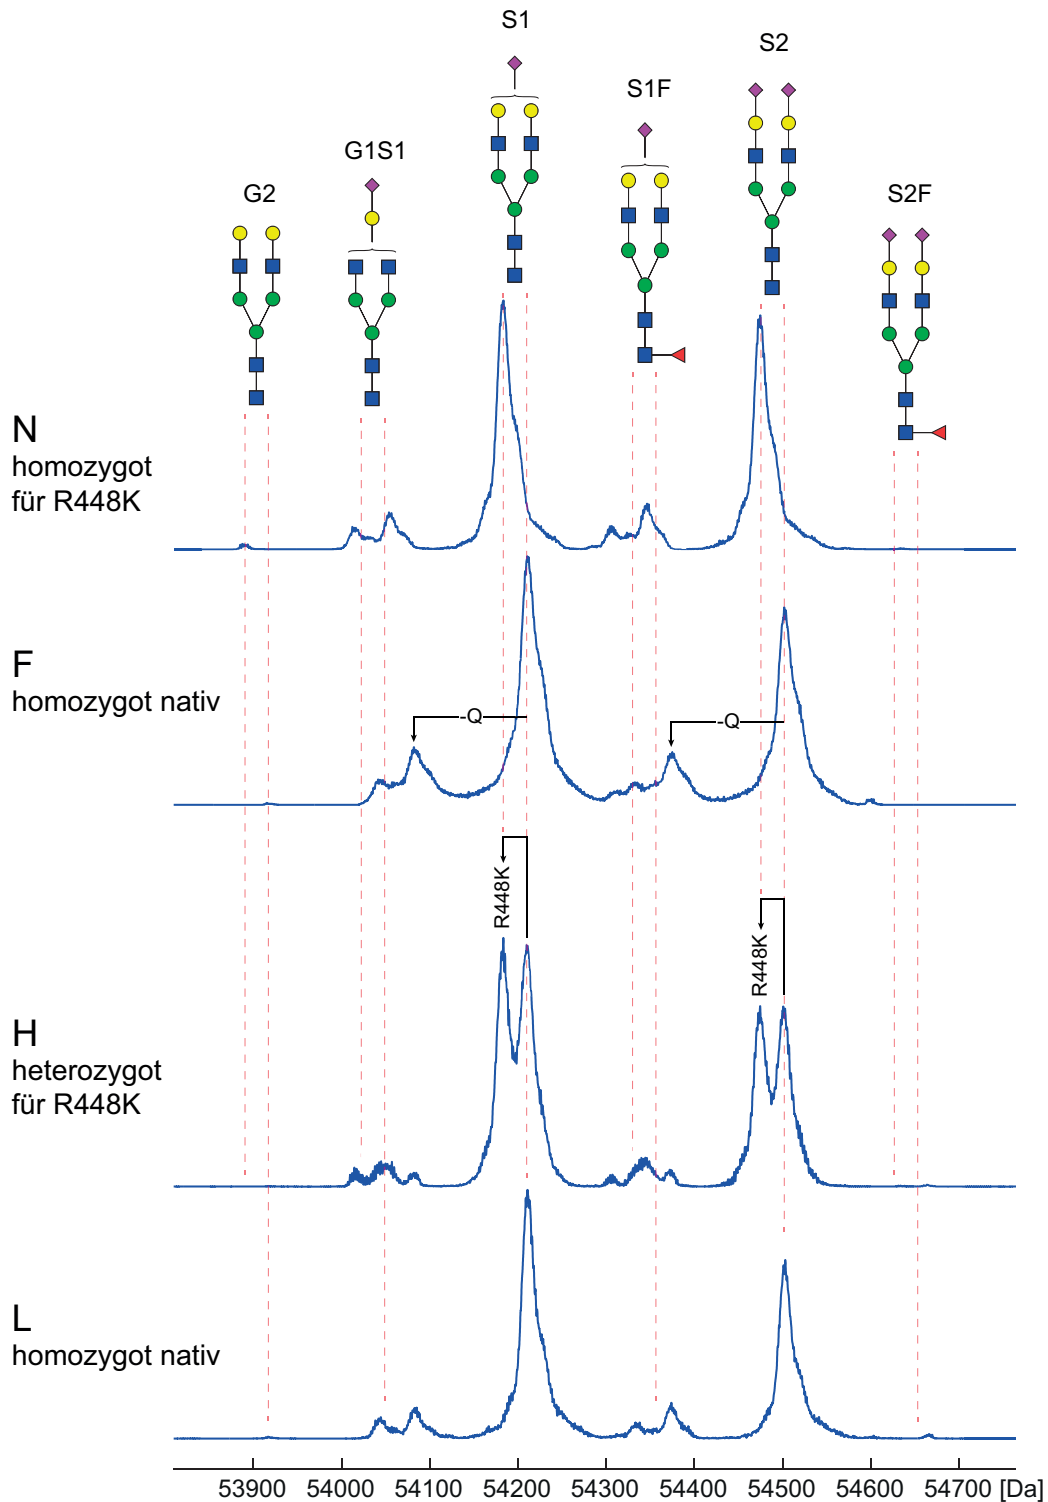 S1
S2
S1F
G1S1
G2
S2F
N
homozygot
für R448K
F
homozygot nativ
-Q
-Q
R448K
R448K
H
heterozygot
für R448K
L
homozygot nativ
53900 54000 54100 54200 54300 54400 54500 54600 54700 [Da]